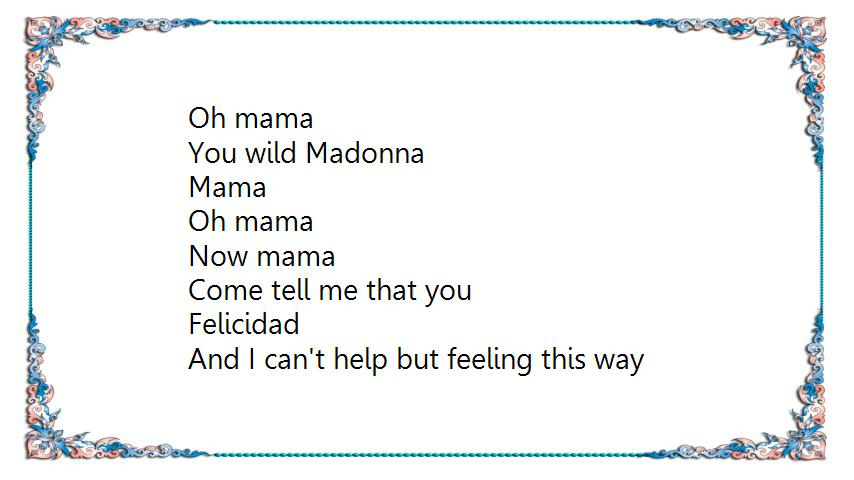 Oh mama
You wild Madonna
Mama
Oh mama
Now mama
Come tell me that you
Felicidad
And I can't help but feeling this way